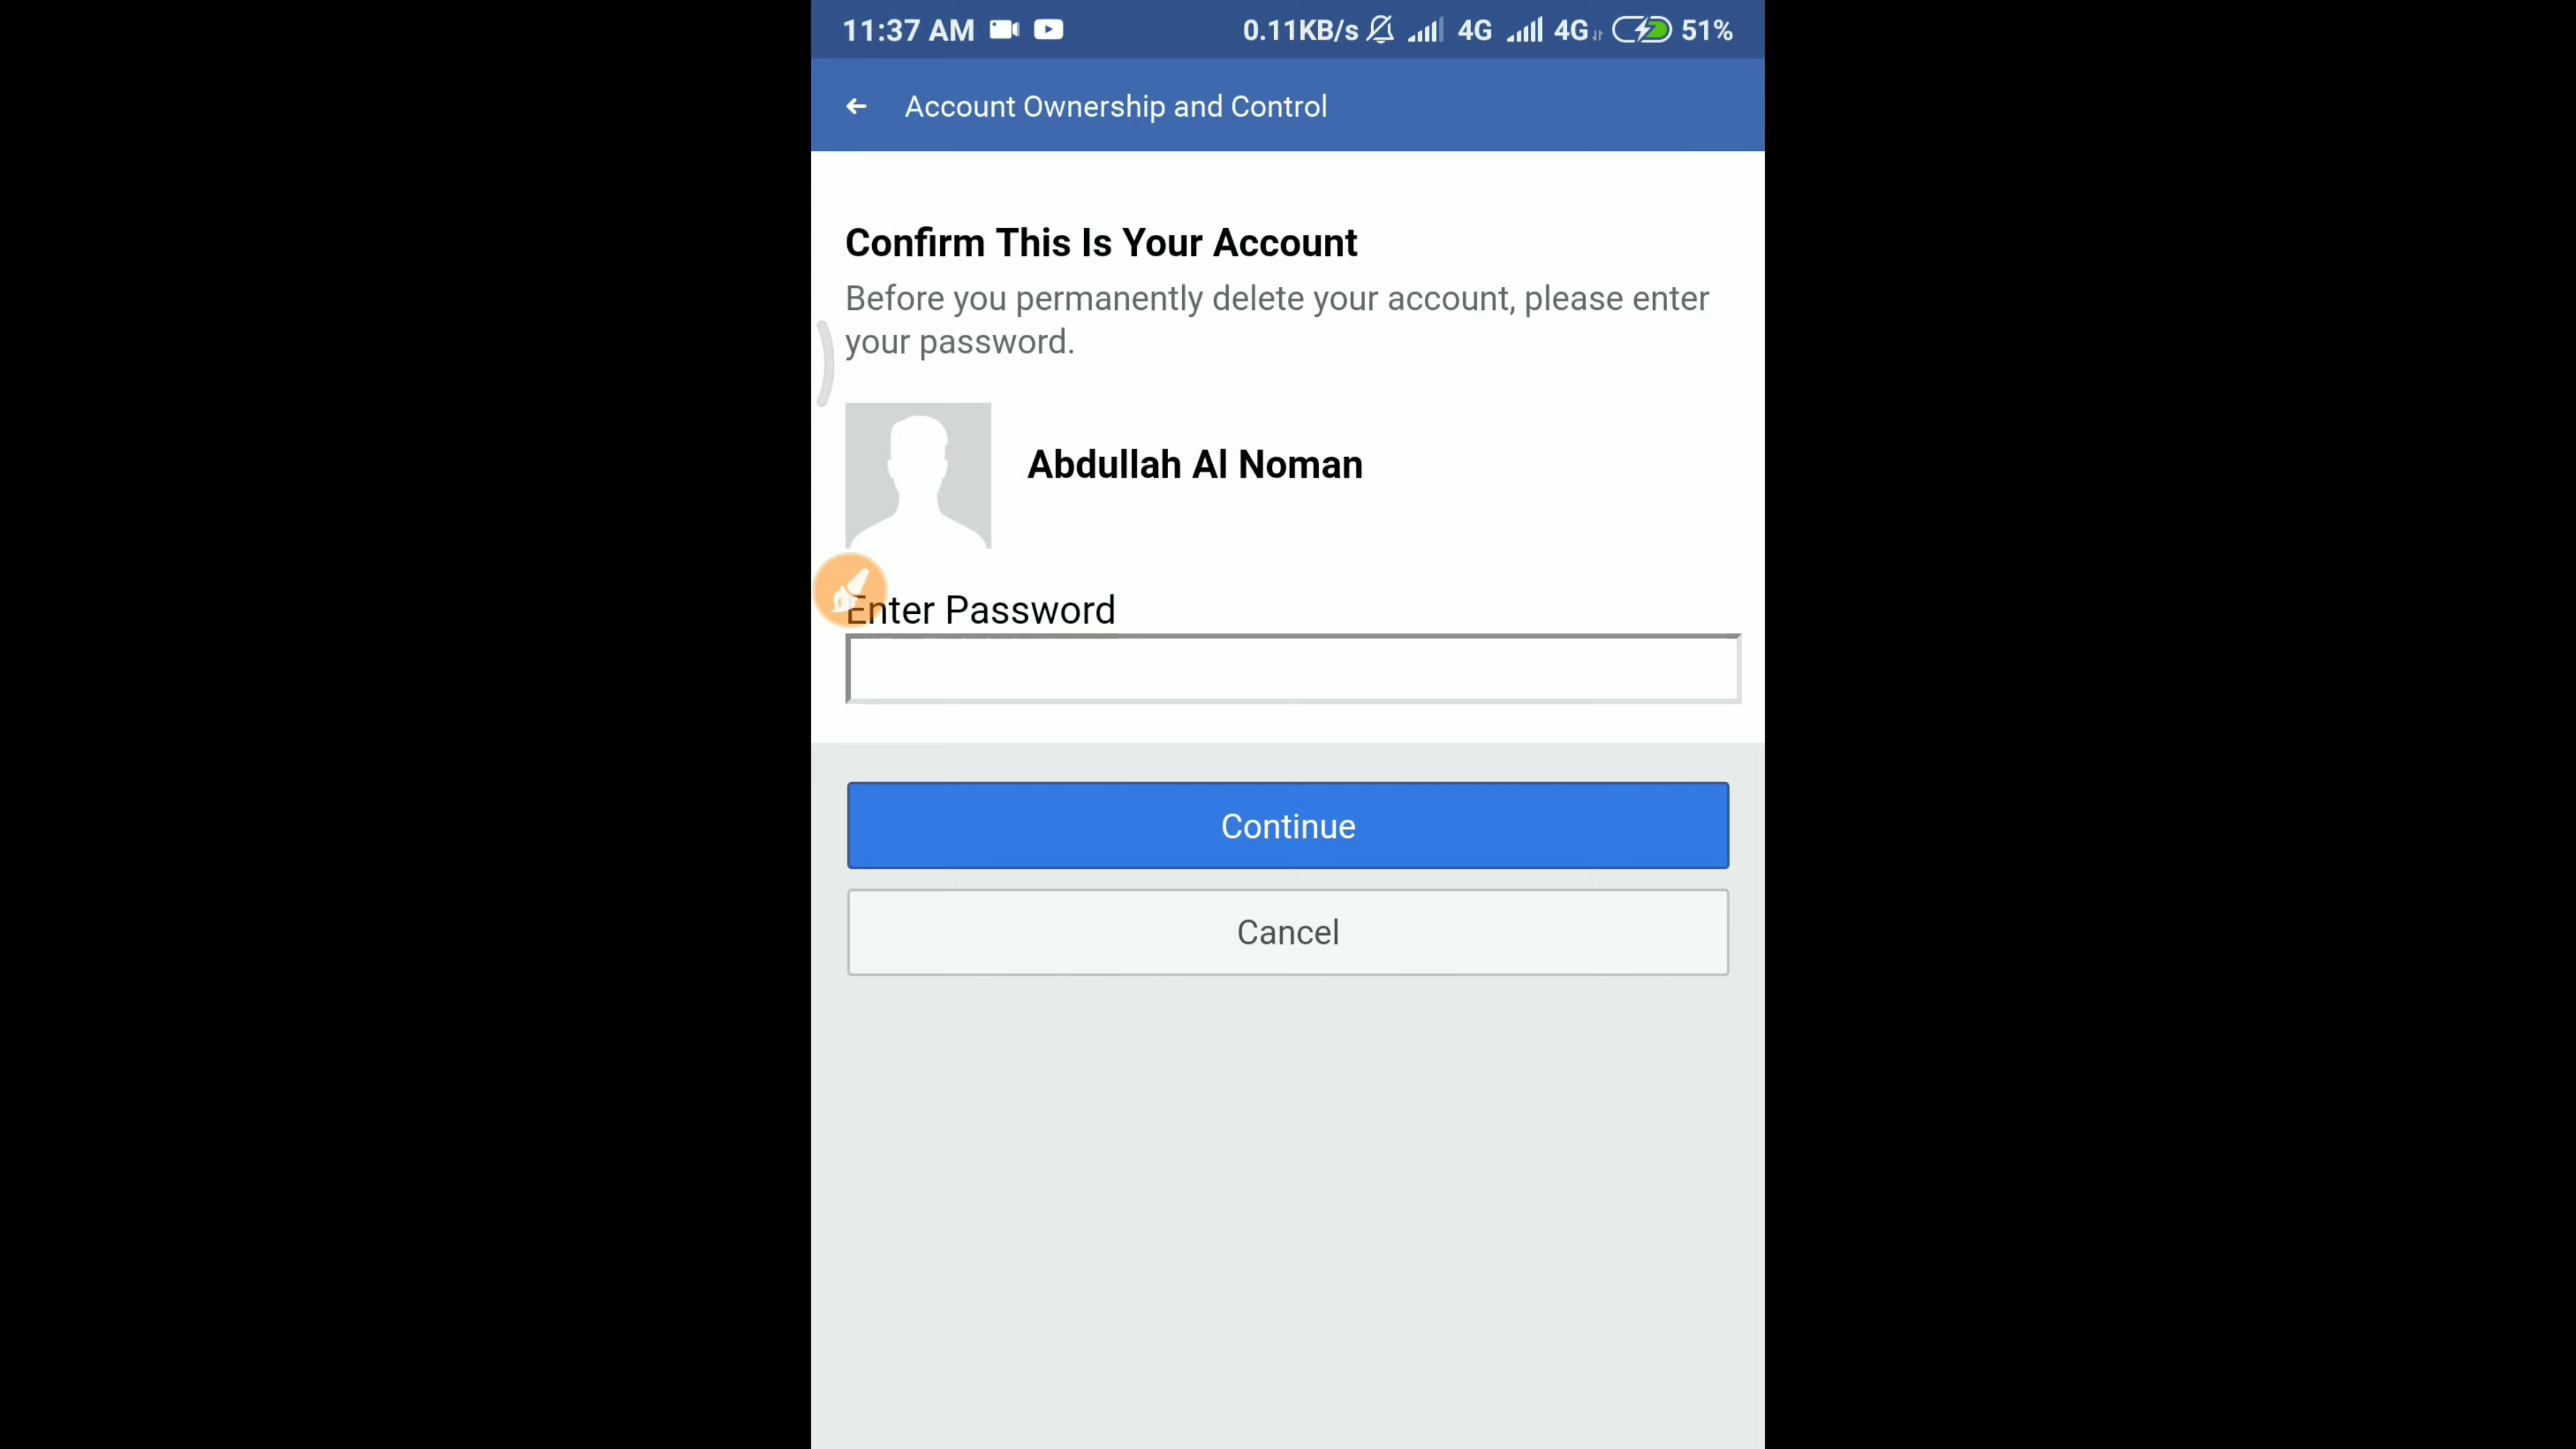 11:37 AM 0.11KB/s 4G 4G 51%
Account Ownership and Control
Confirm This Is Your Account
Before you permanently delete your account, please enter
your password.
Abdullah Al Noman
Enter Password
Continue
Cancel